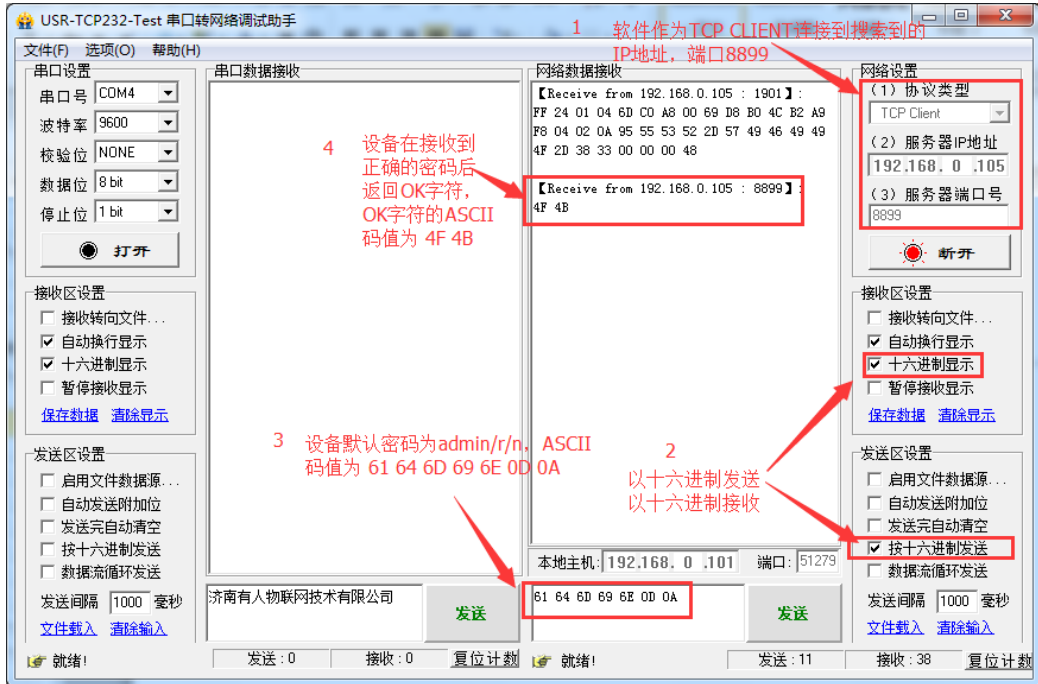 USR-TCP232-Test 串口转网络调试助手
文件(F) 选项(O) 帮助(H)
串口设置
串口号 COM4
波特率 9600
校验位 NONE
数据位 8 bit
停止位 1 bit
打开
接收区设置
接收转向文件...
自动换行显示
十六进制显示
暂停接收显示
保存数据 清除显示
发送区设置
启用文件数据源...
自动发送附加位
发送完自动清空
按十六进制发送
数据流循环发送
发送间隔 1000 毫秒
文件载入 清除输入
就绪!
串口数据接收
4 设备在接收到
正确的密码后
返回OK字符,
OK字符的ASCII
码值为 4F 4B
3 设备默认密码为admin/r/n, ASCII
码值为 61 64 6D 69 6E 0D 0A
济南有人物联网技术有限公司
发送
发送:0 接收:0 复位计数
1 软件作为TCP CLIENT连接到搜索到的
IP地址, 端口8899
网络数据接收
【Receive from 192.168.0.105 : 1901】:
FF 24 01 04 6D C0 A8 00 69 D8 B0 4C B2 A9
F8 04 02 0A 95 55 53 52 2D 57 49 46 49 49
4F 2D 38 33 00 00 00 48
【Receive from 192.168.0.105 : 8899】:
4F 4B
2
以十六进制发送
以十六进制接收
本地主机: 192.168. 0 .101 端口: 51279
61 64 6D 69 6E 0D 0A
发送
就绪! 发送:11 接收:38 复位计数
网络设置
(1) 协议类型
TCP Client
(2) 服务器IP地址
192.168. 0 .105
(3) 服务器端口号
8899
断开
接收区设置
接收转向文件...
自动换行显示
十六进制显示
暂停接收显示
保存数据 清除显示
发送区设置
启用文件数据源...
自动发送附加位
发送完自动清空
按十六进制发送
数据流循环发送
发送间隔 1000 毫秒
文件载入 清除输入